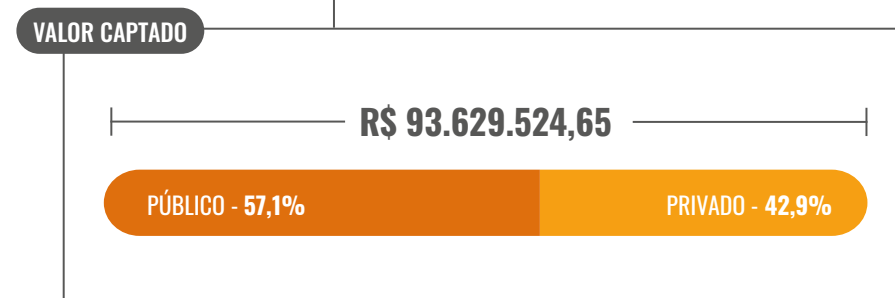 VALOR CAPTADO
R$ 93.629.524,65
PÚBLICO - 57,1%
PRIVADO - 42,9%